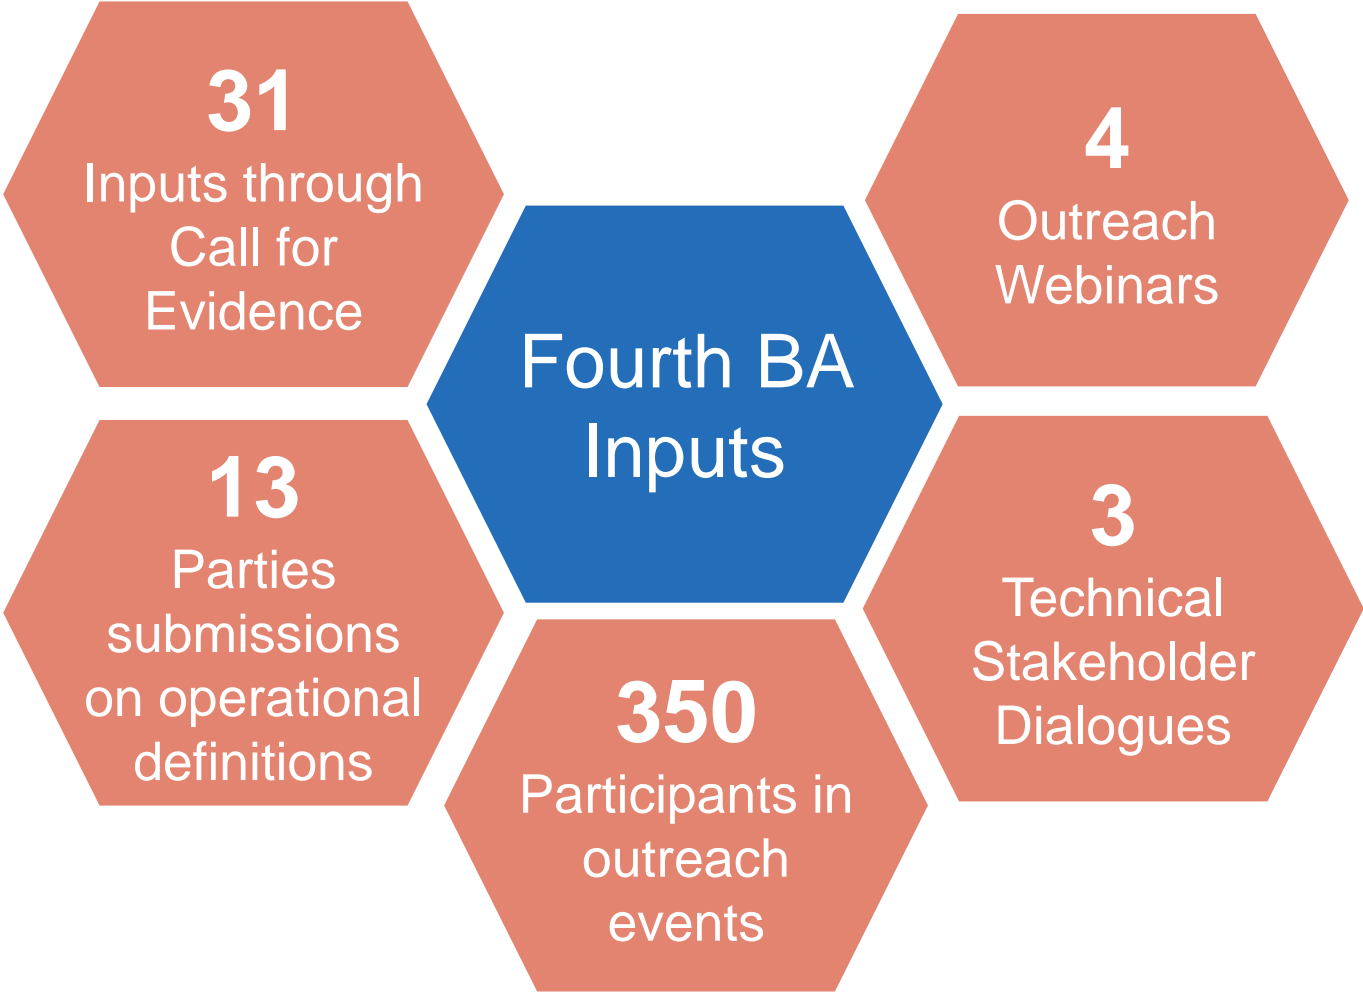 31
Inputs through
Call for
Evidence
4
Outreach
Webinars
Fourth BA
Inputs
13
Parties
submissions
on operational
definitions
3
Technical
Stakeholder
Dialogues
350
Participants in
outreach
events